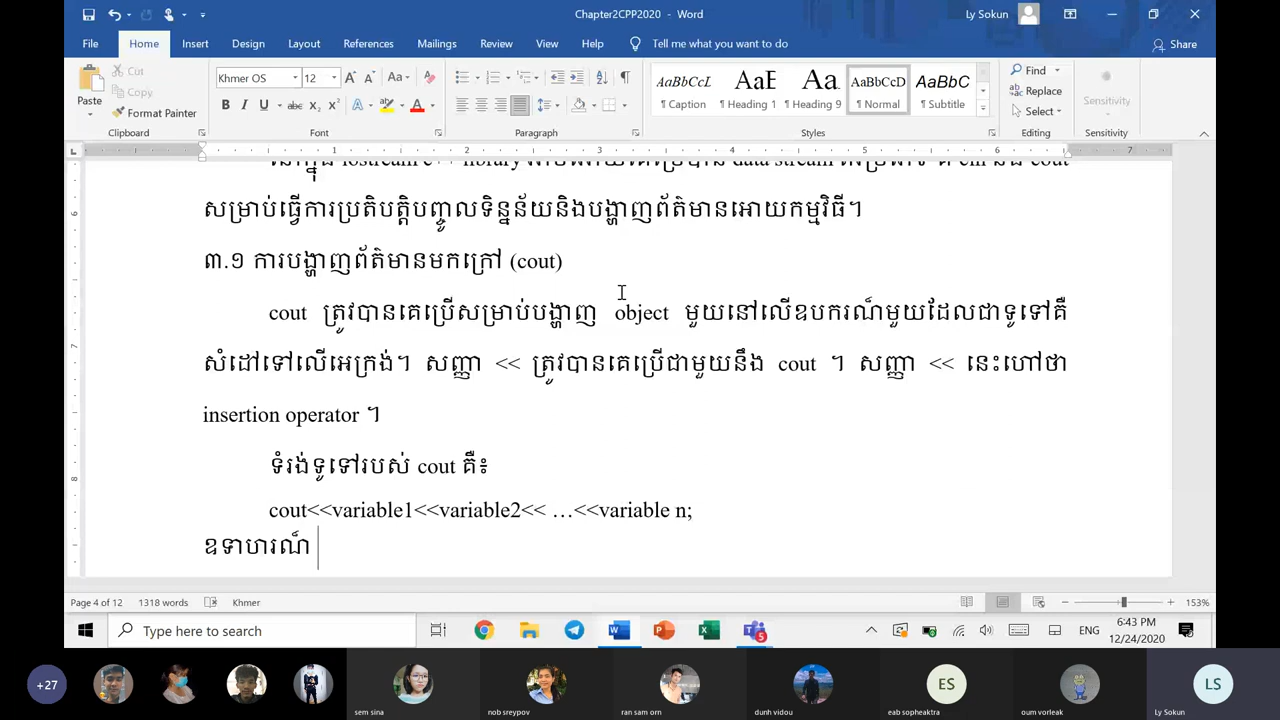 Chapter2CPP2020 - Word
Ly Sokun
File Home Insert Design Layout References Mailings Review View Help Tell me what you want to do Share
Paste Cut Copy Format Painter Clipboard
Khmer OS 12 Font
Paragraph
AaBbCcL Caption AaE Heading 1 Aa Heading 9 AaBbCcD Normal AaBbC Subtitle Styles
Find Replace Select Editing
Sensitivity Sensitivity
iostream library data stream cin cout
សម្រាប់ធ្វើការប្រតិបត្តិបញ្ចូលទិន្នន័យនិងបង្ហាញព័ត៌មានអោយកម្មវិធី។
៣.១ ការបង្ហាញព័ត៌មានមកក្រៅ (cout)
cout ត្រូវបានគេប្រើសម្រាប់បង្ហាញ object មួយនៅលើឧបករណ៏មួយដែលជាទូទៅគឺ
សំដៅទៅលើអេក្រង់។ សញ្ញា << ត្រូវបានគេប្រើជាមួយនឹង cout ។ សញ្ញា << នេះហៅថា
insertion operator ។
ទំរង់ទូទៅរបស់ cout គឺ៖
cout<<variable1<<variable2<< …<<variable n;
ឧទាហរណ៏
Page 4 of 12 1318 words Khmer 153%
Type here to search
5
ENG
6:43 PM
12/24/2020
+27 ES LS
sem sina nob sreypov ran sam orn dunh vidou eab sopheaktra oum vorleak Ly Sokun